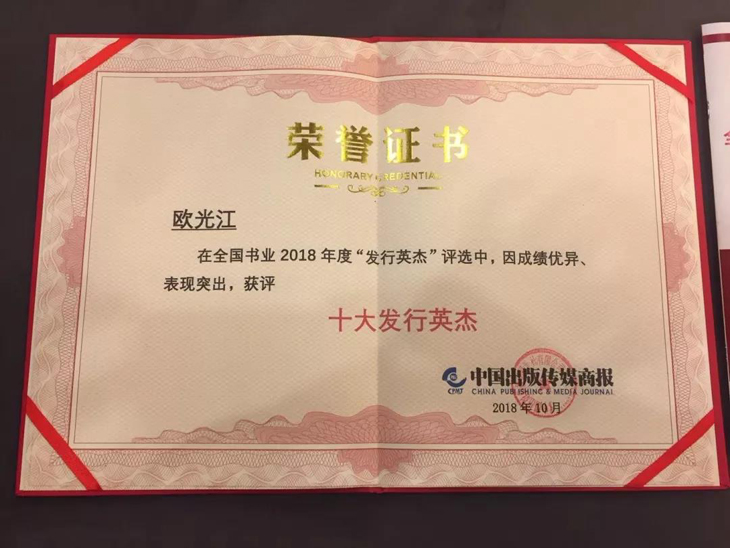 荣誉证书
HONORARY CREDENTIAL
欧光江
在全国书业 2018 年度“发行英杰”评选中，因成绩优异、
表现突出，获评
十大发行英杰
中国出版传媒商报
CHINA PUBLISHING & MEDIA JOURNAL
2018 年 10 月